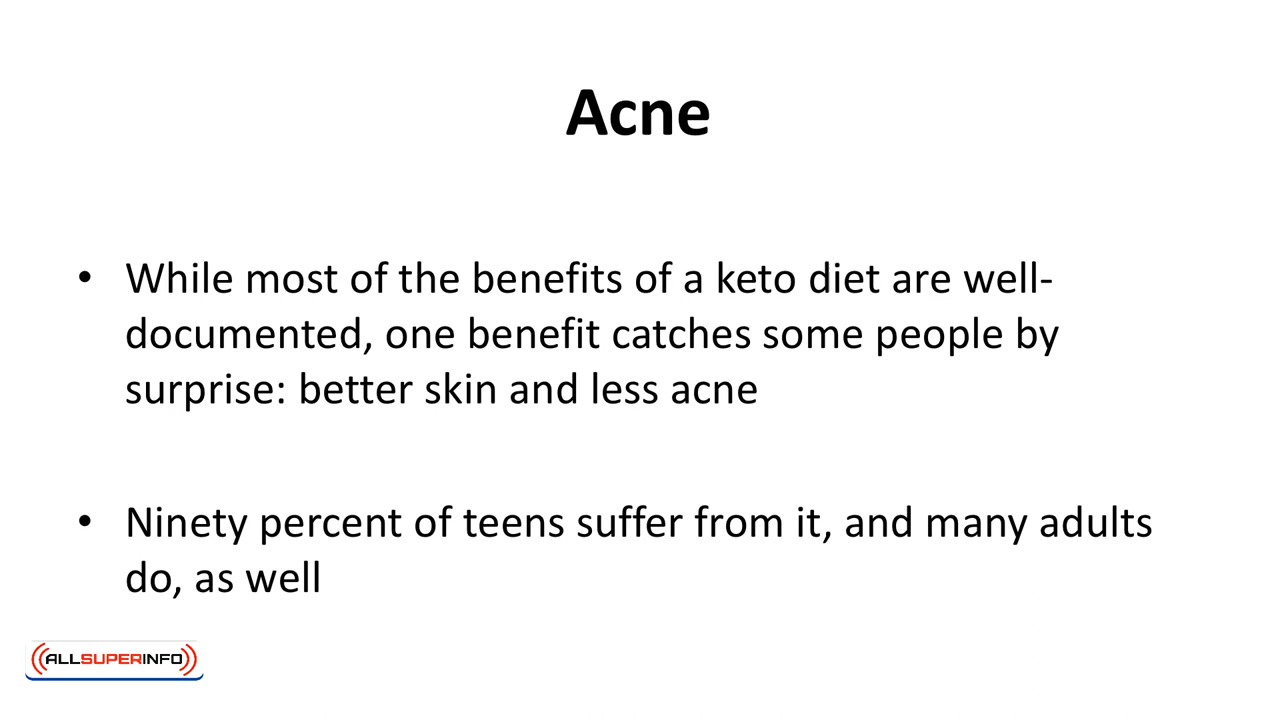 Acne
• While most of the benefits of a keto diet are well-
documented, one benefit catches some people by
surprise: better skin and less acne
• Ninety percent of teens suffer from it, and many adults
do, as well
ALLSUPERINFO